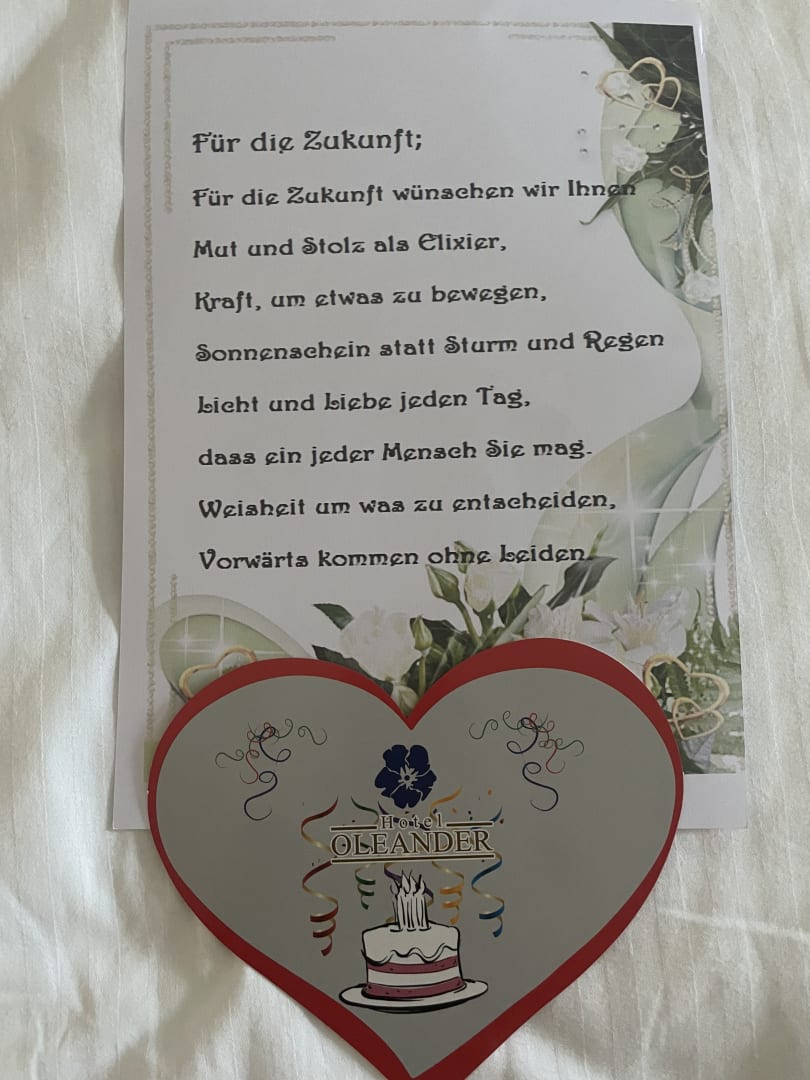 Für die Zukunft;
Für die Zukunft wünschen wir Ihnen
Mut und Stolz als Elixier,
Kraft, um etwas zu bewegen,
Sonnenschein statt Sturm und Regen
Licht und Liebe jeden Tag,
dass ein jeder Mensch Sie mag.
Weisheit um was zu entscheiden,
Vorwärts kommen ohne Leiden.
Hotel
OLEANDER